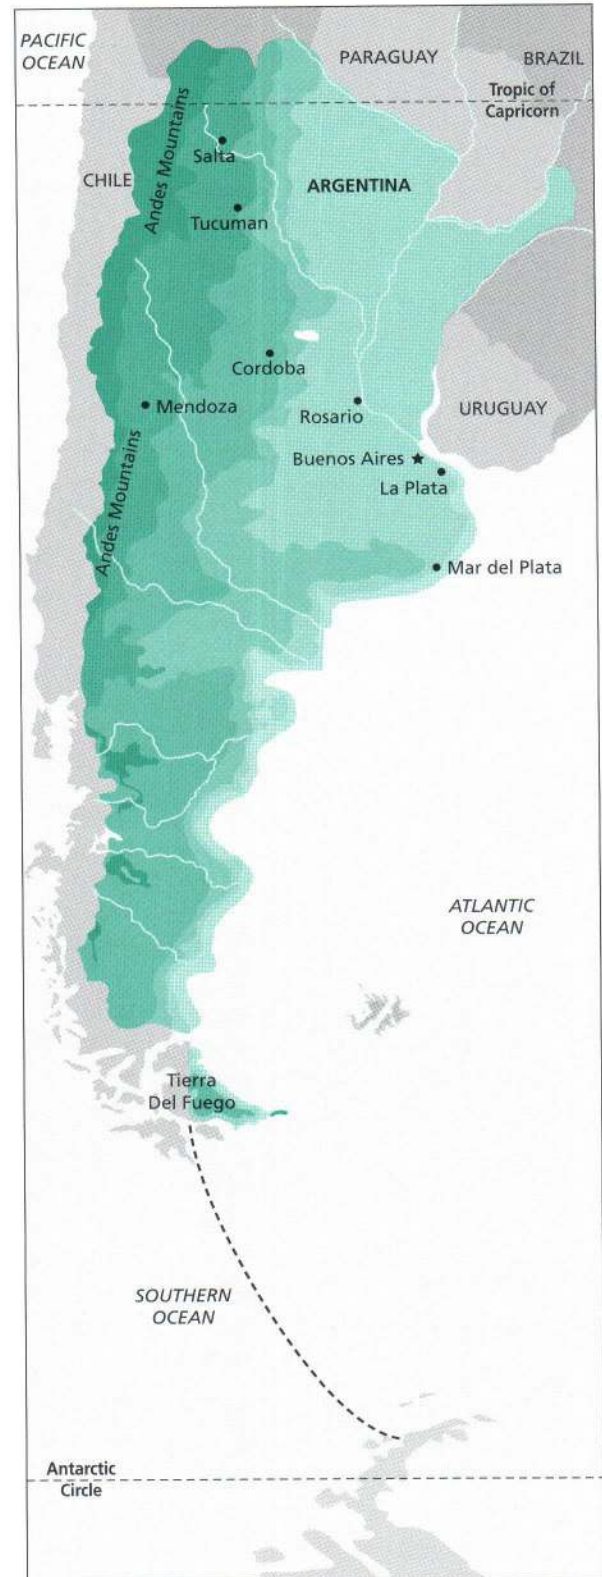 PACIFIC
OCEAN
PARAGUAY
BRAZIL
Tropic of
Capricorn
Andes Mountains
Salta
CHILE
ARGENTINA
Tucuman
Cordoba
Mendoza
Rosario
URUGUAY
Buenos Aires
La Plata
Andes Mountains
Mar del Plata
ATLANTIC
OCEAN
Tierra
Del Fuego
SOUTHERN
OCEAN
Antarctic
Circle